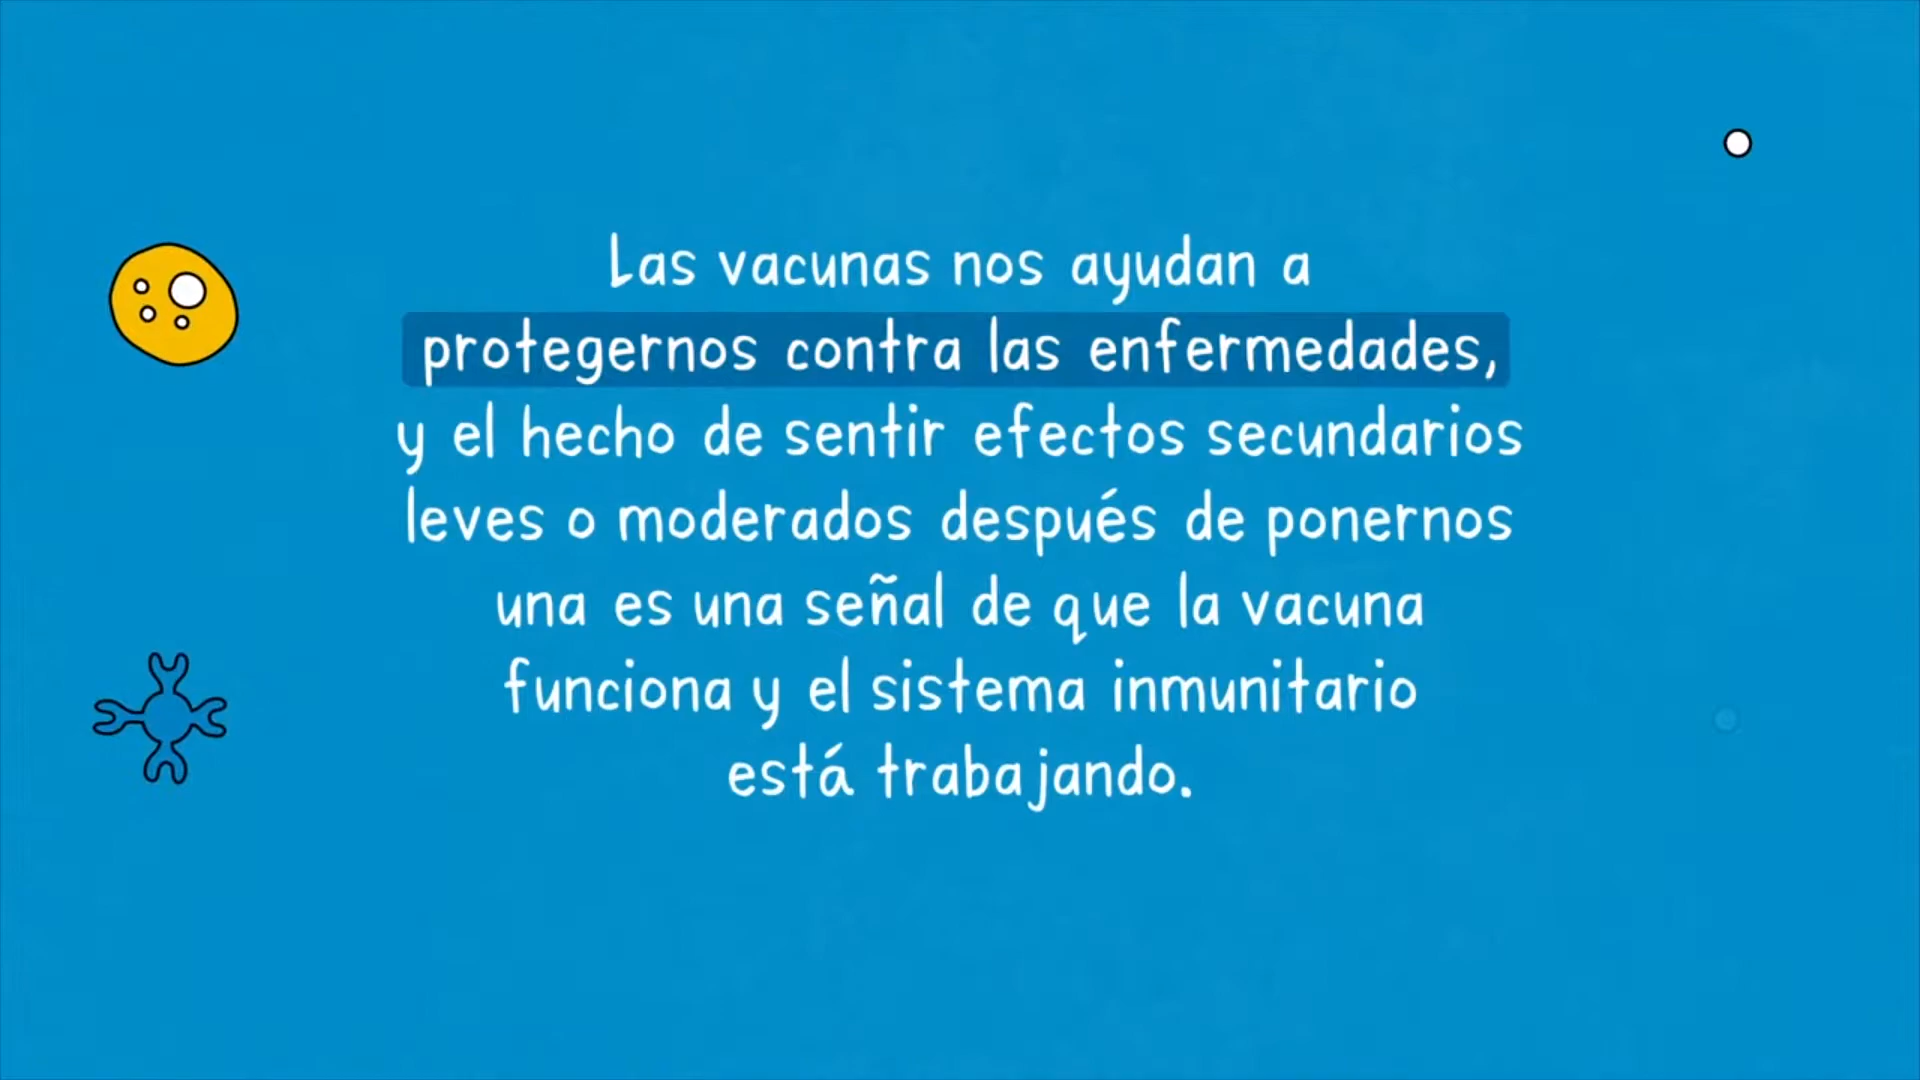 Las vacunas nos ayudan a
protegernos contra las enfermedades,
y el hecho de sentir efectos secundarios
leves o moderados después de ponernos
una es una señal de que la vacuna
funciona y el sistema inmunitario
está trabajando.